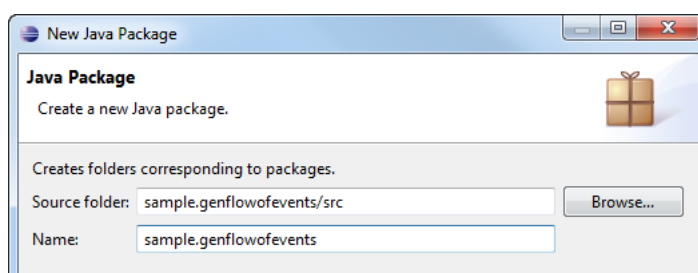 New Java Package
Java Package
Create a new Java package.
Creates folders corresponding to packages.
Source folder: sample.genflowofevents/src Browse...
Name: sample.genflowofevents